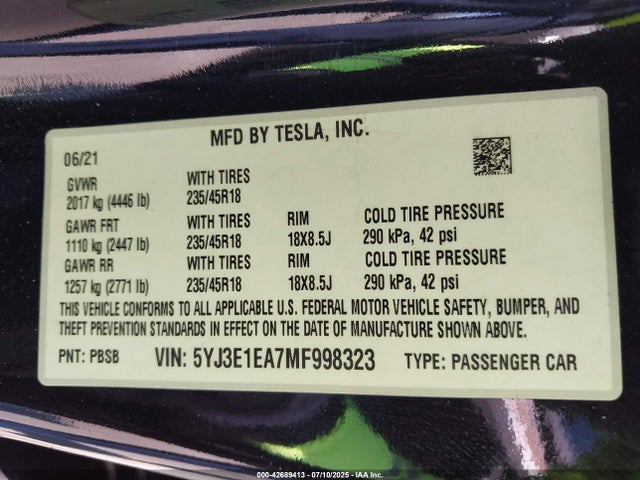 MFD BY TESLA, INC.
06/21
GVWR WITH TIRES
2017 kg (4446 lb) 235/45R18
GAWR FRT WITH TIRES RIM COLD TIRE PRESSURE
1110 kg (2447 lb) 235/45R18 18X8.5J 290 kPa, 42 psi
GAWR RR WITH TIRES RIM COLD TIRE PRESSURE
1257 kg (2771 lb) 235/45R18 18X8.5J 290 kPa, 42 psi
THIS VEHICLE CONFORMS TO ALL APPLICABLE U.S. FEDERAL MOTOR VEHICLE SAFETY, BUMPER, AND
THEFT PREVENTION STANDARDS IN EFFECT ON THE DATE OF MANUFACTURE SHOWN ABOVE.
PNT: PBSB VIN: 5YJ3E1EA7MF998323 TYPE: PASSENGER CAR
000-42689413 - 07/10/2025 - IAA Inc.